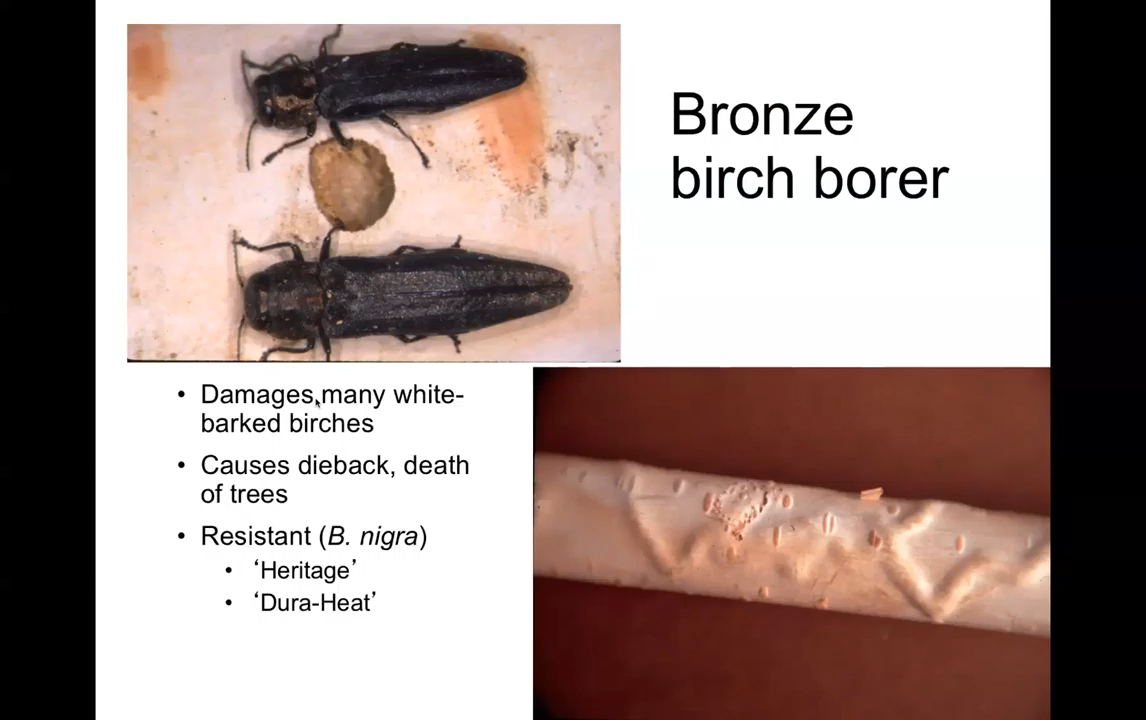 Bronze
birch borer
• Damages many white-
barked birches
• Causes dieback, death
of trees
• Resistant (B. nigra)
• ‘Heritage’
• ‘Dura-Heat’